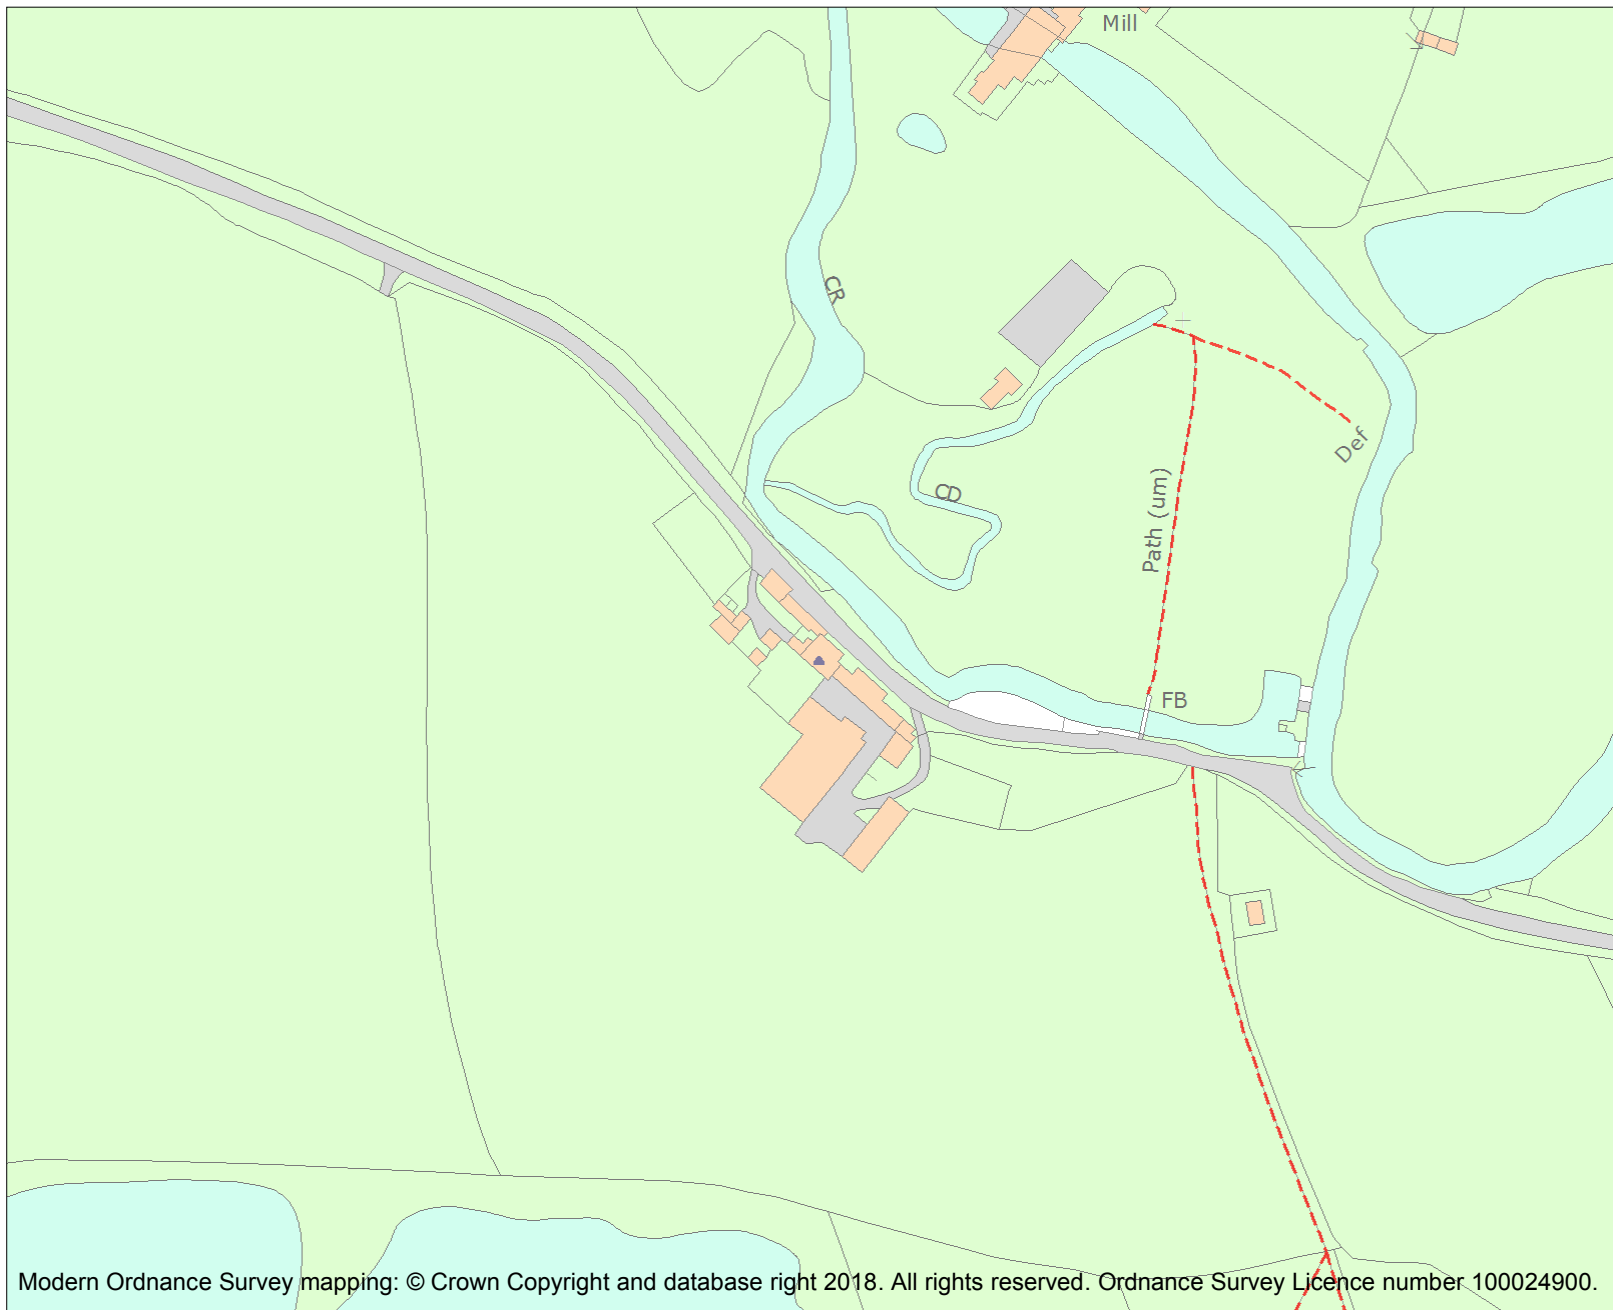 Mill
CR
Def
Path (um)
CD
FB
Modern Ordnance Survey mapping: © Crown Copyright and database right 2018. All rights reserved. Ordnance Survey Licence number 100024900.